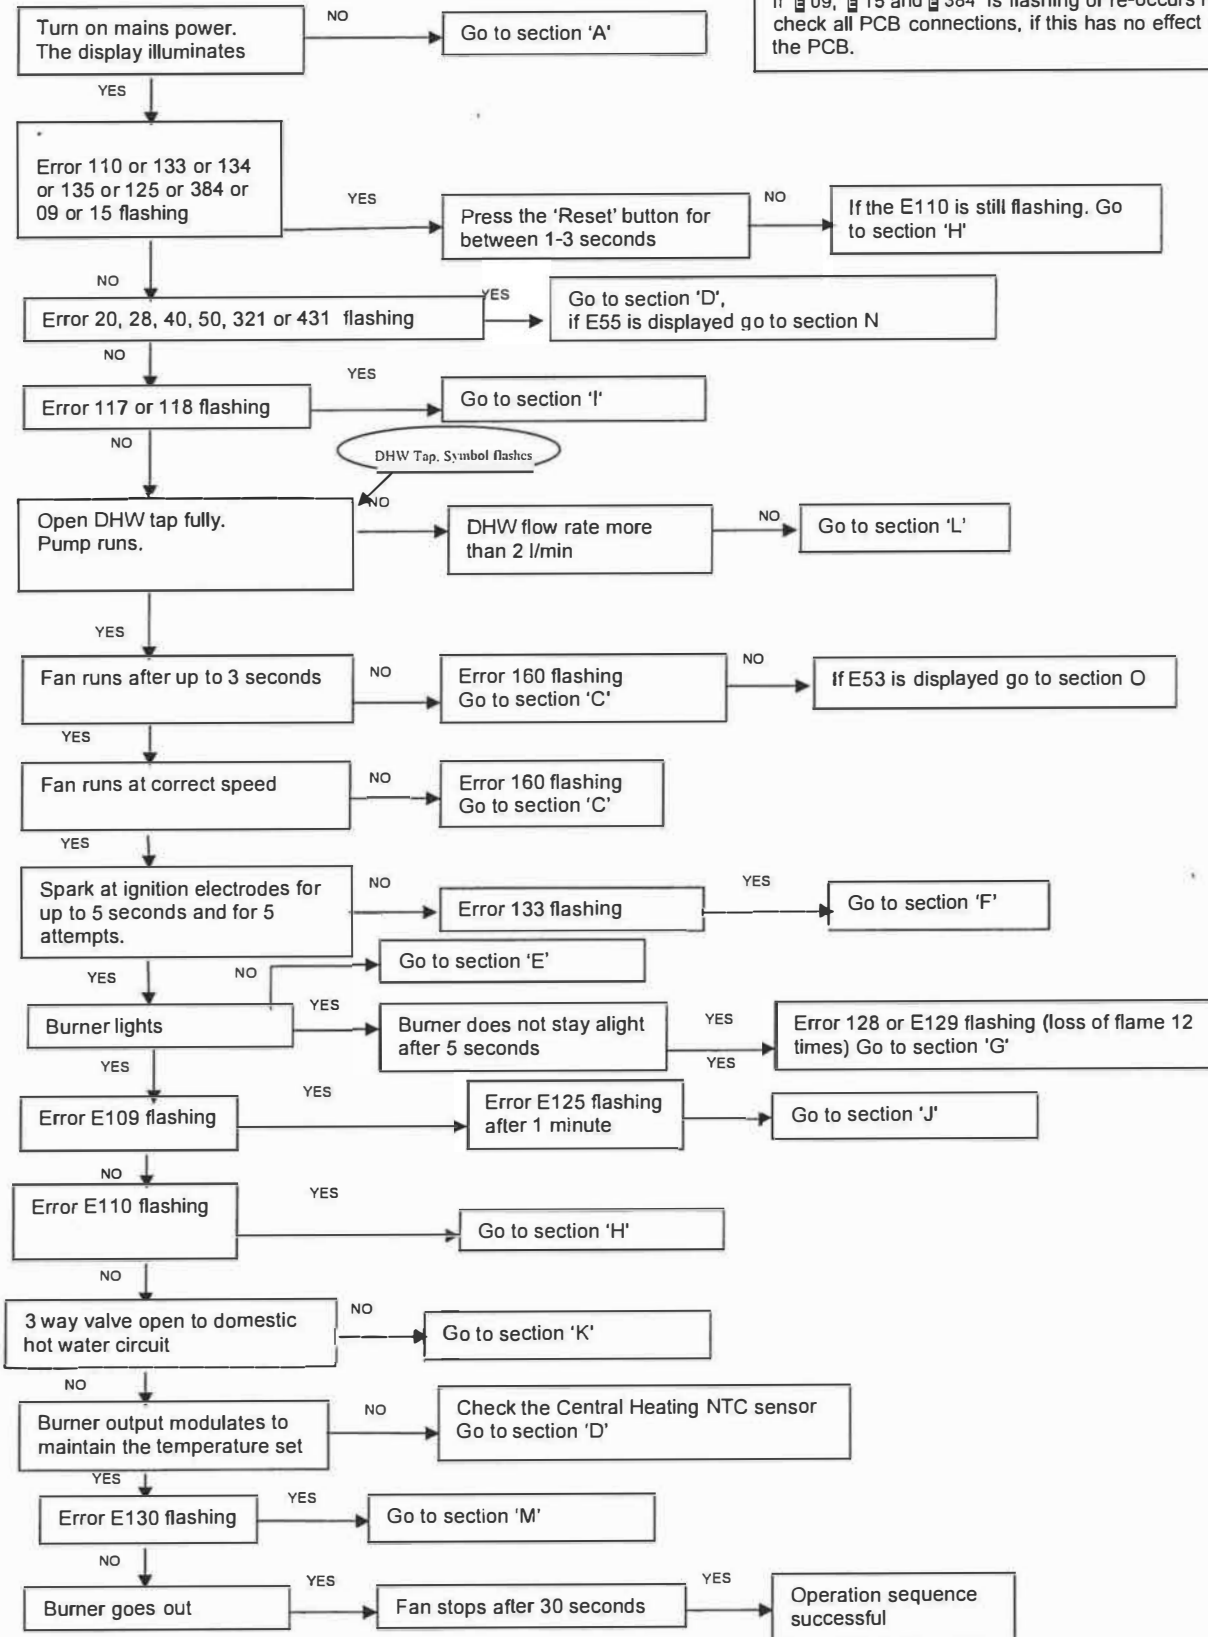 If E 09, E 15 and E 384 is flashing or re-occurs
check all PCB connections, if this has no effect
the PCB.
Turn on mains power.
The display illuminates
NO
Go to section 'A'
YES
Error 110 or 133 or 134
or 135 or 125 or 384 or
09 or 15 flashing
YES
Press the 'Reset' button for
between 1-3 seconds
NO
If the E110 is still flashing. Go
to section 'H'
NO
Error 20, 28, 40, 50, 321 or 431 flashing
YES
Go to section 'D',
if E55 is displayed go to section N
NO
Error 117 or 118 flashing
YES
Go to section 'I'
NO
DHW Tap. Symbol flashes
Open DHW tap fully.
Pump runs.
NO
DHW flow rate more
than 2 l/min
NO
Go to section 'L'
YES
Fan runs after up to 3 seconds
NO
Error 160 flashing
Go to section 'C'
NO
If E53 is displayed go to section O
YES
Fan runs at correct speed
NO
Error 160 flashing
Go to section 'C'
YES
Spark at ignition electrodes for
up to 5 seconds and for 5
attempts.
NO
Error 133 flashing
YES
Go to section 'F'
YES
NO
Go to section 'E'
Burner lights
YES
Burner does not stay alight
after 5 seconds
YES
YES
Error 128 or E129 flashing (loss of flame 12
times) Go to section 'G'
YES
Error E109 flashing
YES
Error E125 flashing
after 1 minute
Go to section 'J'
NO
Error E110 flashing
YES
Go to section 'H'
NO
3 way valve open to domestic
hot water circuit
NO
Go to section 'K'
NO
Burner output modulates to
maintain the temperature set
NO
Check the Central Heating NTC sensor
Go to section 'D'
YES
Error E130 flashing
YES
Go to section 'M'
NO
Burner goes out
YES
Fan stops after 30 seconds
YES
Operation sequence
successful